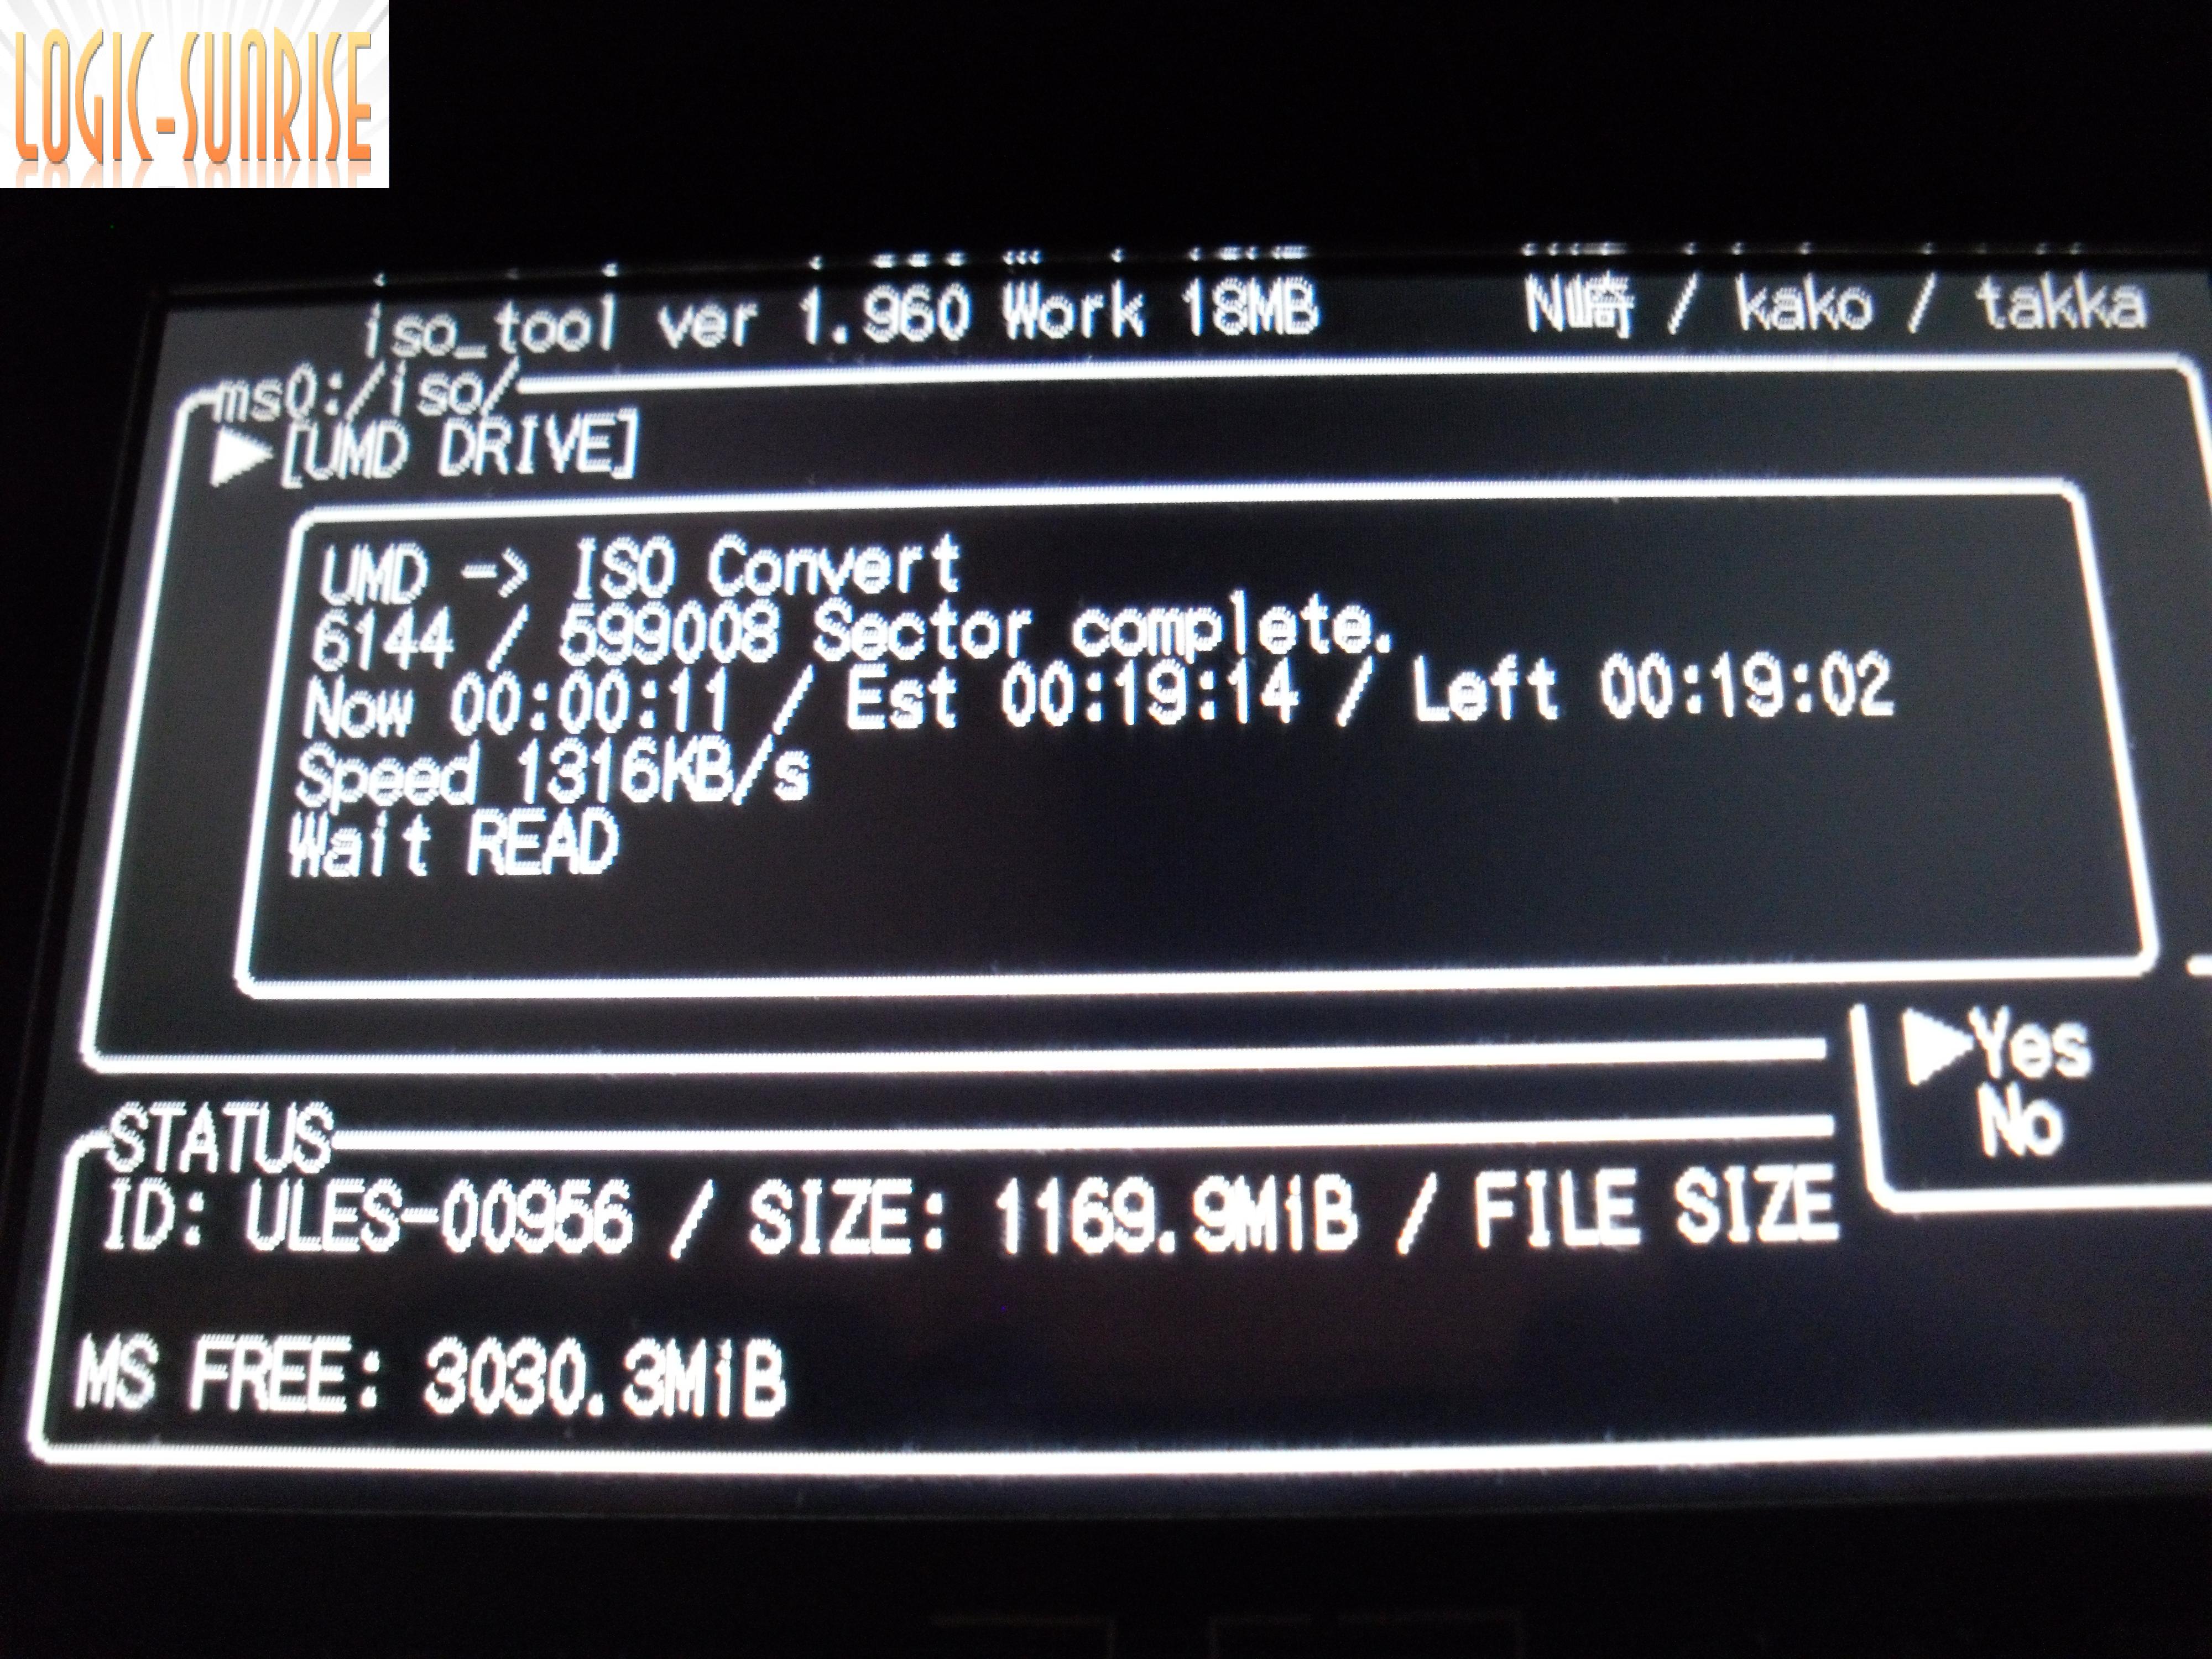 LOGIC-SUNRISE
iso_tool ver 1.960 Work 18MB N崎 / kako / takka
ms0:/iso/
▶[UMD DRIVE]
UMD -> ISO Convert
6144 / 599008 Sector complete.
Now 00:00:11 / Est 00:19:14 / Left 00:19:02
Speed 1316KB/s
Wait READ
▶Yes
No
STATUS
ID: ULES-00956 / SIZE: 1169.9MiB / FILE SIZE
MS FREE: 3030.3MiB